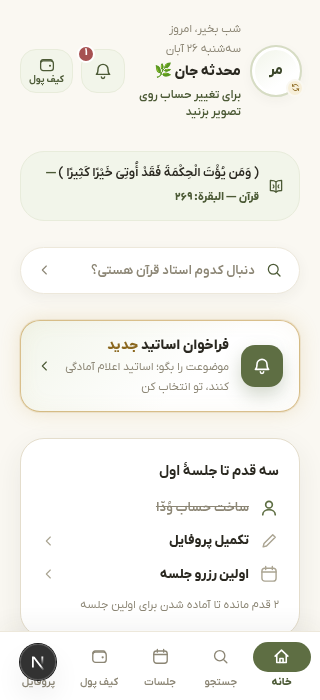 شب بخیر، امروز
سه‌شنبه ۲۶ آبان
محدثه جان 🌿
برای تغییر حساب روی
تصویر بزنید
مر
۱
کیف پول
﴿ وَمَن يُؤْتَ الْحِكْمَةَ فَقَدْ أُوتِيَ خَيْرًا كَثِيرًا ﴾ —
قرآن — البقرة: ۲۶۹
دنبال کدوم استاد قرآن هستی؟
فراخوان اساتید جدید
موضوعت را بگو؛ اساتید اعلام آمادگی
کنند، تو انتخاب کن
سه قدم تا جلسهٔ اول
ساخت حساب وُدّا
تکمیل پروفایل
اولین رزرو جلسه
۲ قدم مانده تا آماده شدن برای اولین جلسه
خانه
جستجو
جلسات
کیف پول
پروفایل
N